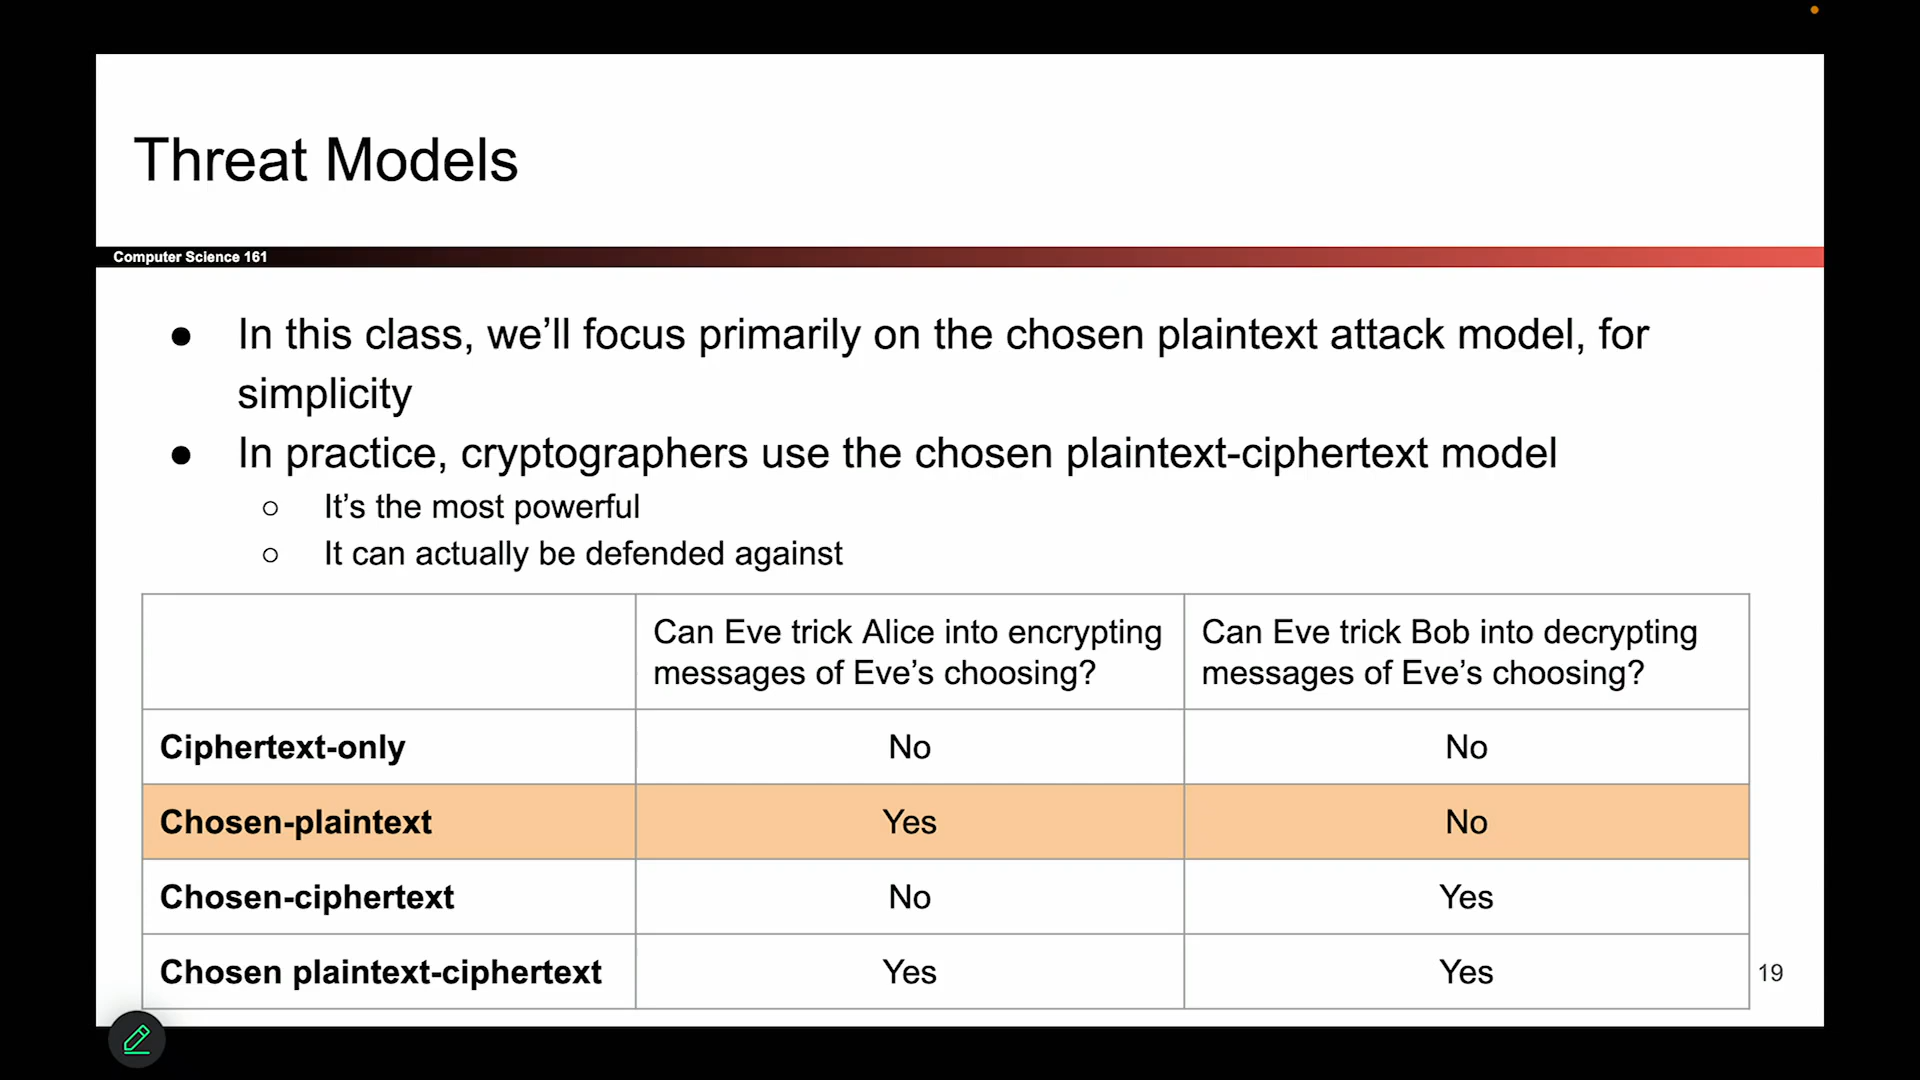 Threat Models
Computer Science 161
● In this class, we’ll focus primarily on the chosen plaintext attack model, for
simplicity
● In practice, cryptographers use the chosen plaintext-ciphertext model
○ It’s the most powerful
○ It can actually be defended against
Can Eve trick Alice into encrypting
messages of Eve’s choosing?
Can Eve trick Bob into decrypting
messages of Eve’s choosing?
Ciphertext-only No No
Chosen-plaintext Yes No
Chosen-ciphertext No Yes
Chosen plaintext-ciphertext Yes Yes
19